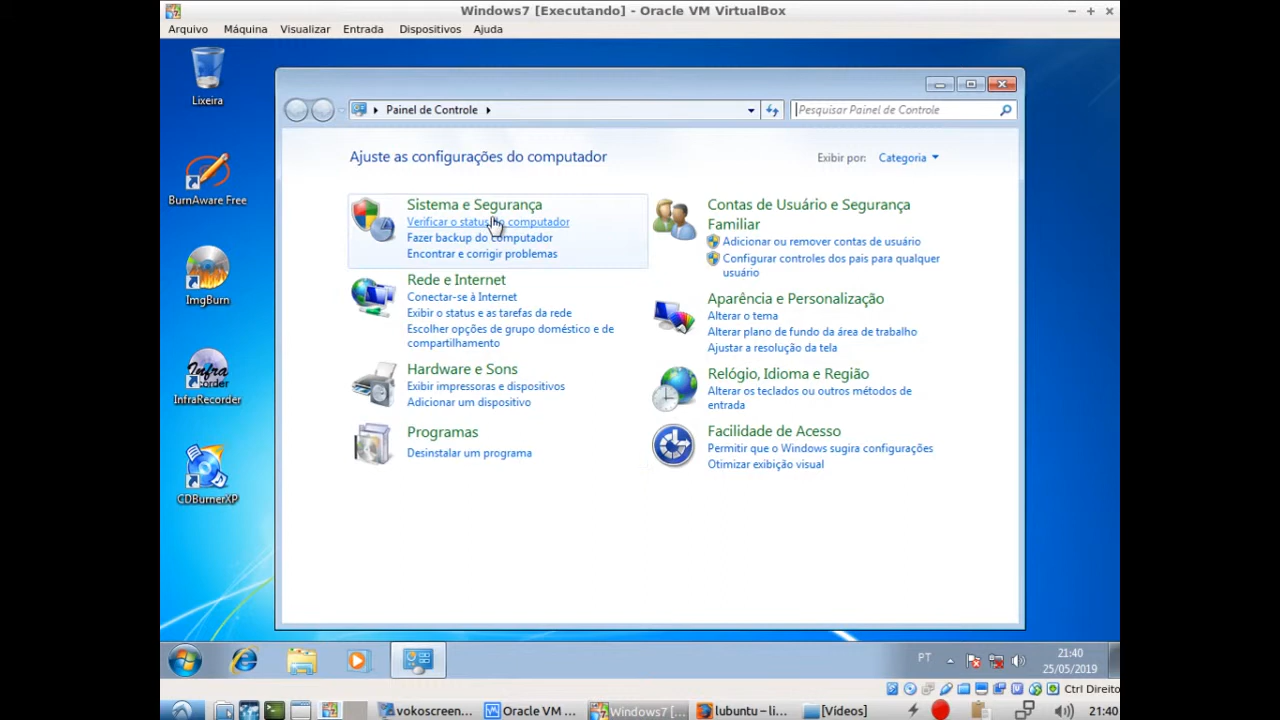 Windows7 [Executando] - Oracle VM VirtualBox
Arquivo Máquina Visualizar Entrada Dispositivos Ajuda
Lixeira
BurnAware Free
ImgBurn
Infra
Corder
InfraRecorder
CDBurnerXP
Painel de Controle
Pesquisar Painel de Controle
Ajuste as configurações do computador
Exibir por: Categoria
Sistema e Segurança
Verificar o status do computador
Fazer backup do computador
Encontrar e corrigir problemas
Rede e Internet
Conectar-se à Internet
Exibir o status e as tarefas da rede
Escolher opções de grupo doméstico e de
compartilhamento
Hardware e Sons
Exibir impressoras e dispositivos
Adicionar um dispositivo
Programas
Desinstalar um programa
Contas de Usuário e Segurança
Familiar
Adicionar ou remover contas de usuário
Configurar controles dos pais para qualquer
usuário
Aparência e Personalização
Alterar o tema
Alterar plano de fundo da área de trabalho
Ajustar a resolução da tela
Relógio, Idioma e Região
Alterar os teclados ou outros métodos de
entrada
Facilidade de Acesso
Permitir que o Windows sugira configurações
Otimizar exibição visual
PT
21:40
25/05/2019
Ctrl Direito
vokoscreen...
Oracle VM ...
Windows7 [...
lubuntu – li...
[Vídeos]
21:40